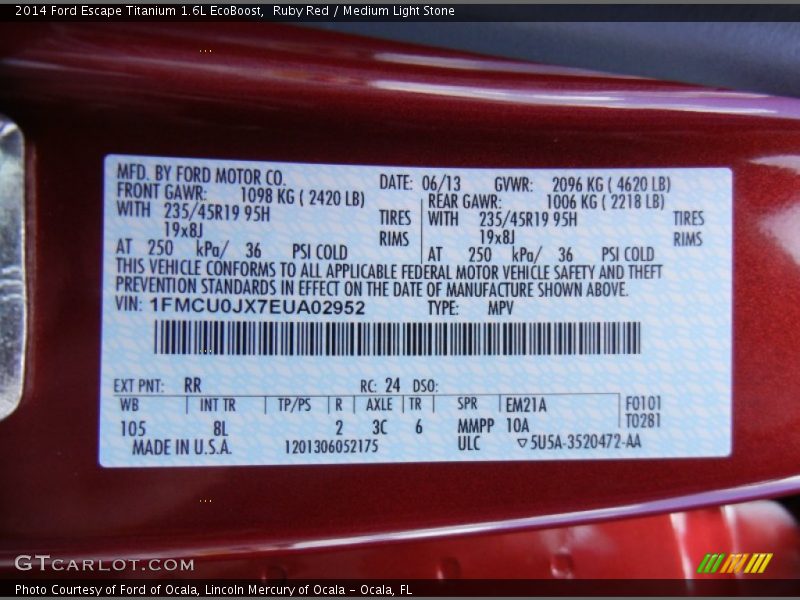 2014 Ford Escape Titanium 1.6L EcoBoost, Ruby Red / Medium Light Stone
MFD. BY FORD MOTOR CO. DATE: 06/13 GVWR: 2096 KG ( 4620 LB)
FRONT GAWR: 1098 KG ( 2420 LB) REAR GAWR: 1006 KG ( 2218 LB)
WITH 235/45R19 95H TIRES WITH 235/45R19 95H TIRES
19x8J RIMS 19x8J RIMS
AT 250 kPa/ 36 PSI COLD AT 250 kPa/ 36 PSI COLD
THIS VEHICLE CONFORMS TO ALL APPLICABLE FEDERAL MOTOR VEHICLE SAFETY AND THEFT
PREVENTION STANDARDS IN EFFECT ON THE DATE OF MANUFACTURE SHOWN ABOVE.
VIN: 1FMCU0JX7EUA02952 TYPE: MPV
EXT PNT: RR RC: 24 DSO:
WB INT TR TP/PS R AXLE TR SPR EM21A F0101
T0281
105 8L 2 3C 6 MMPP 10A
MADE IN U.S.A. 1201306052175 ULC ▽5U5A-3520472-AA
GTCARLOT.COM
Photo Courtesy of Ford of Ocala, Lincoln Mercury of Ocala - Ocala, FL